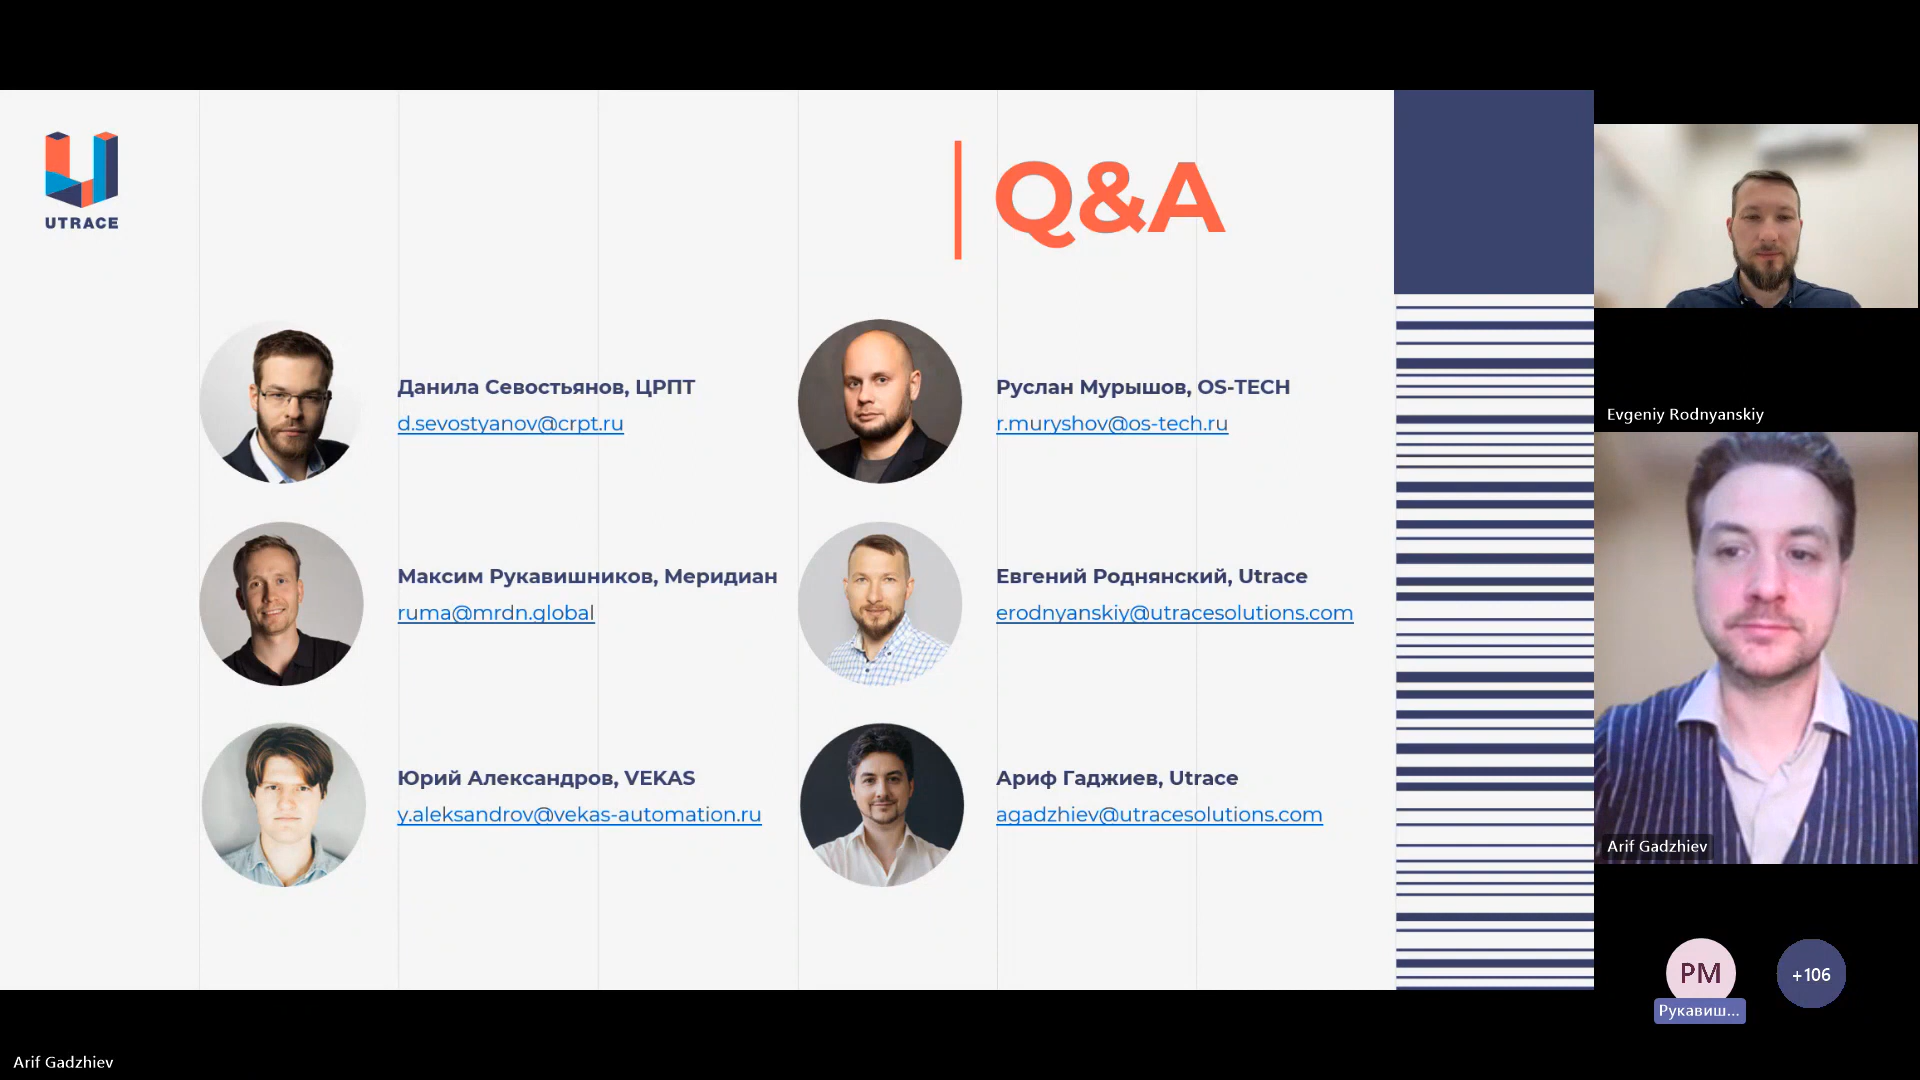 UTRACE
Q&A
Данила Севостьянов, ЦРПТ
d.sevostyanov@crpt.ru
Руслан Мурышов, OS-TECH
r.muryshov@os-tech.ru
Максим Рукавишников, Меридиан
ruma@mrdn.global
Евгений Роднянский, Utrace
erodnyanskiy@utracesolutions.com
Юрий Александров, VEKAS
y.aleksandrov@vekas-automation.ru
Ариф Гаджиев, Utrace
agadzhiev@utracesolutions.com
Evgeniy Rodnyanskiy
Arif Gadzhiev
РМ
Рукавиш...
+106
Arif Gadzhiev